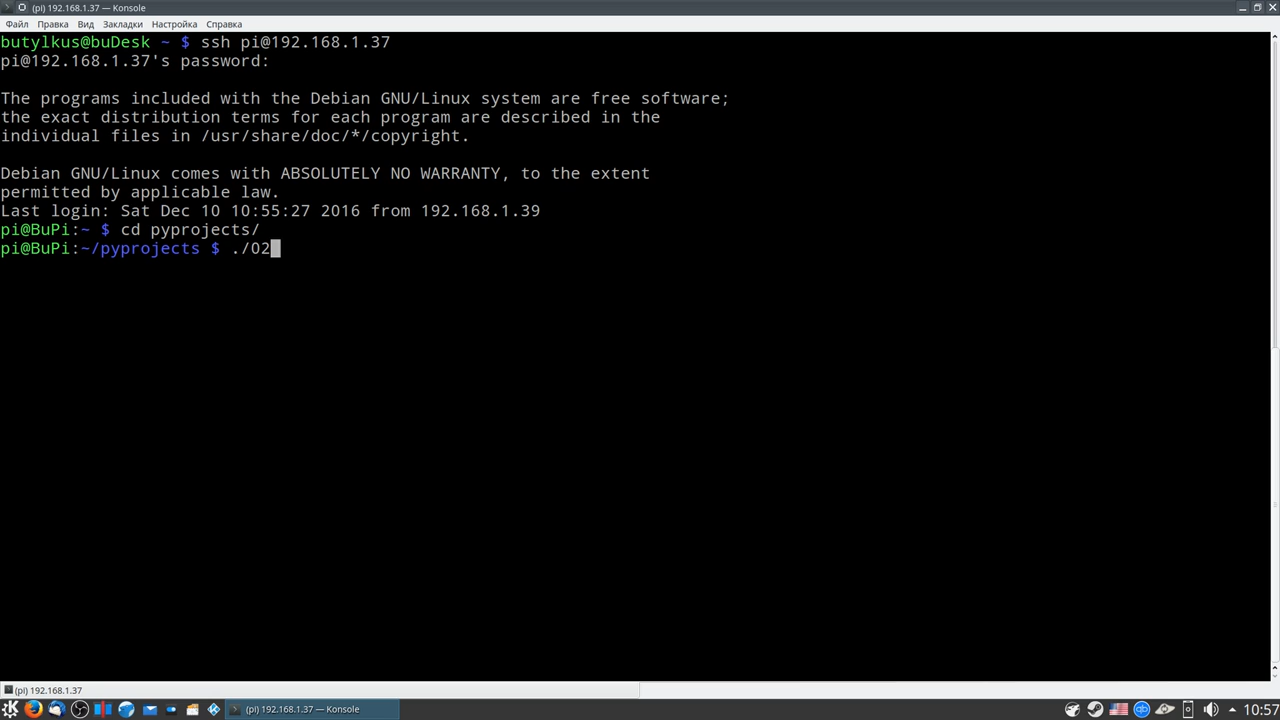 (pi) 192.168.1.37 — Konsole
Файл Правка Вид Закладки Настройка Справка
butylkus@buDesk ~ $ ssh pi@192.168.1.37
pi@192.168.1.37's password:
The programs included with the Debian GNU/Linux system are free software;
the exact distribution terms for each program are described in the
individual files in /usr/share/doc/*/copyright.
Debian GNU/Linux comes with ABSOLUTELY NO WARRANTY, to the extent
permitted by applicable law.
Last login: Sat Dec 10 10:55:27 2016 from 192.168.1.39
pi@BuPi:~ $ cd pyprojects/
pi@BuPi:~/pyprojects $ ./02
(pi) 192.168.1.37
(pi) 192.168.1.37 — Konsole
10:57